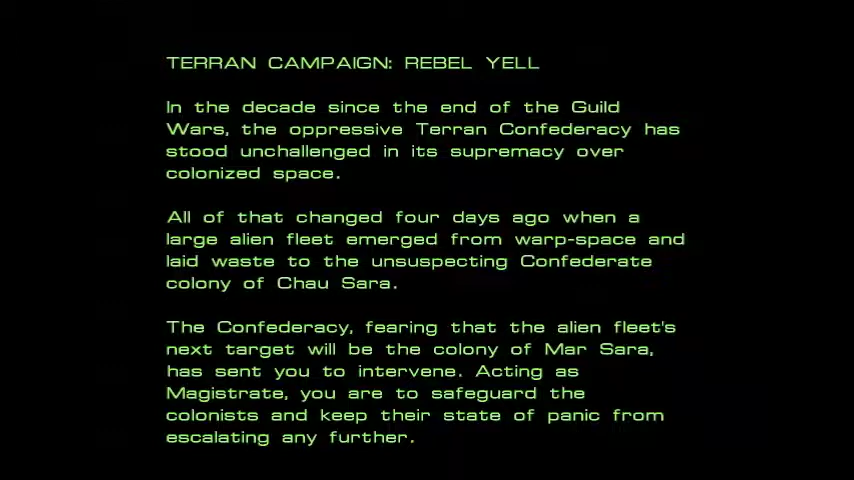 TERRAN CAMPAIGN: REBEL YELL
In the decade since the end of the Guild
Wars, the oppressive Terran Confederacy has
stood unchallenged in its supremacy over
colonized space.
All of that changed four days ago when a
large alien fleet emerged from warp-space and
laid waste to the unsuspecting Confederate
colony of Chau Sara.
The Confederacy, fearing that the alien fleet's
next target will be the colony of Mar Sara,
has sent you to intervene. Acting as
Magistrate, you are to safeguard the
colonists and keep their state of panic from
escalating any further.